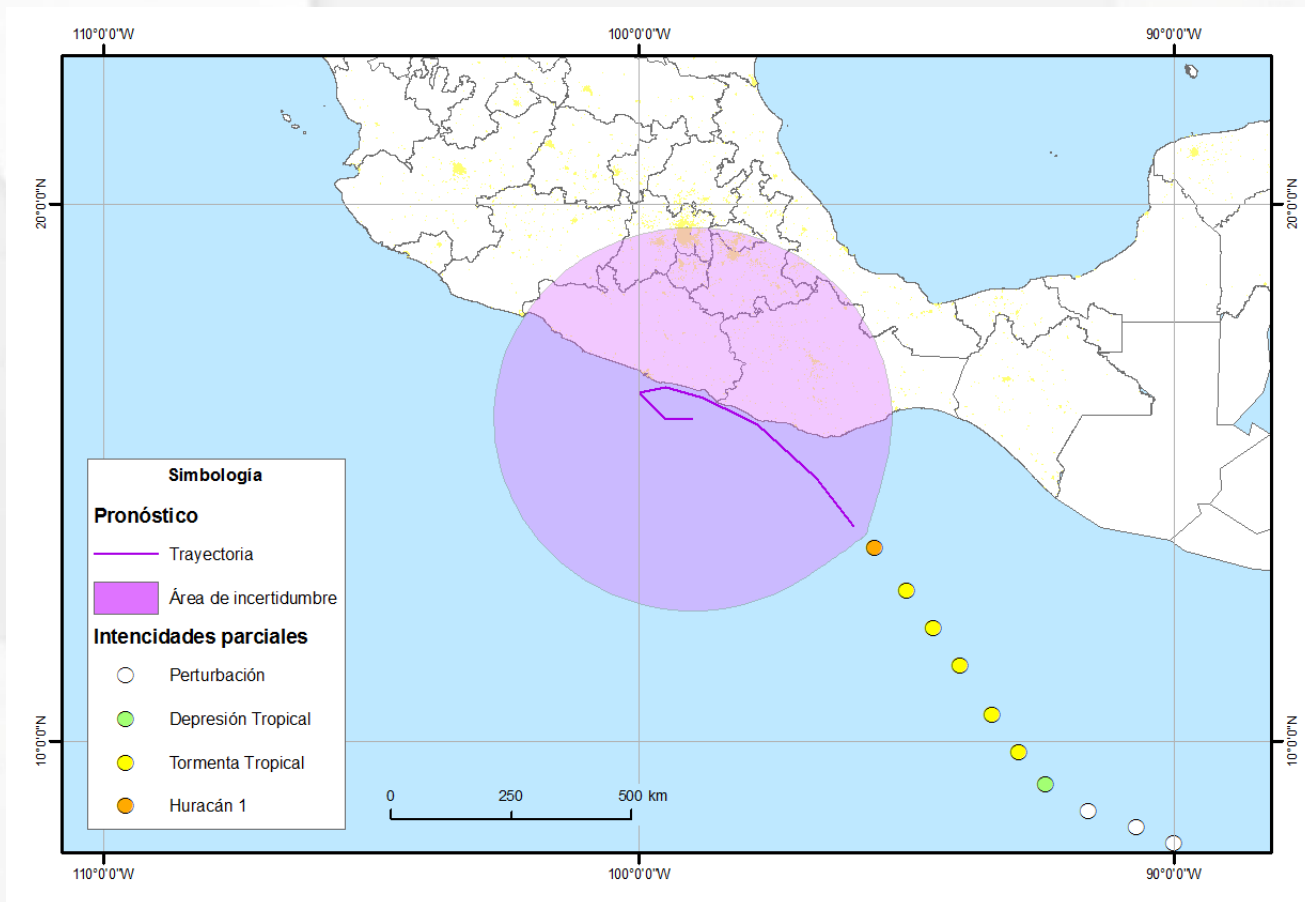 110°0'0"W 100°0'0"W 90°0'0"W
20°0'0"N 20°0'0"N
Simbología
Pronóstico
Trayectoria
Área de incertidumbre
Intencidades parciales
Perturbación
Depresión Tropical
Tormenta Tropical
Huracán 1
10°0'0"N 10°0'0"N
0 250 500 km
110°0'0"W 100°0'0"W 90°0'0"W